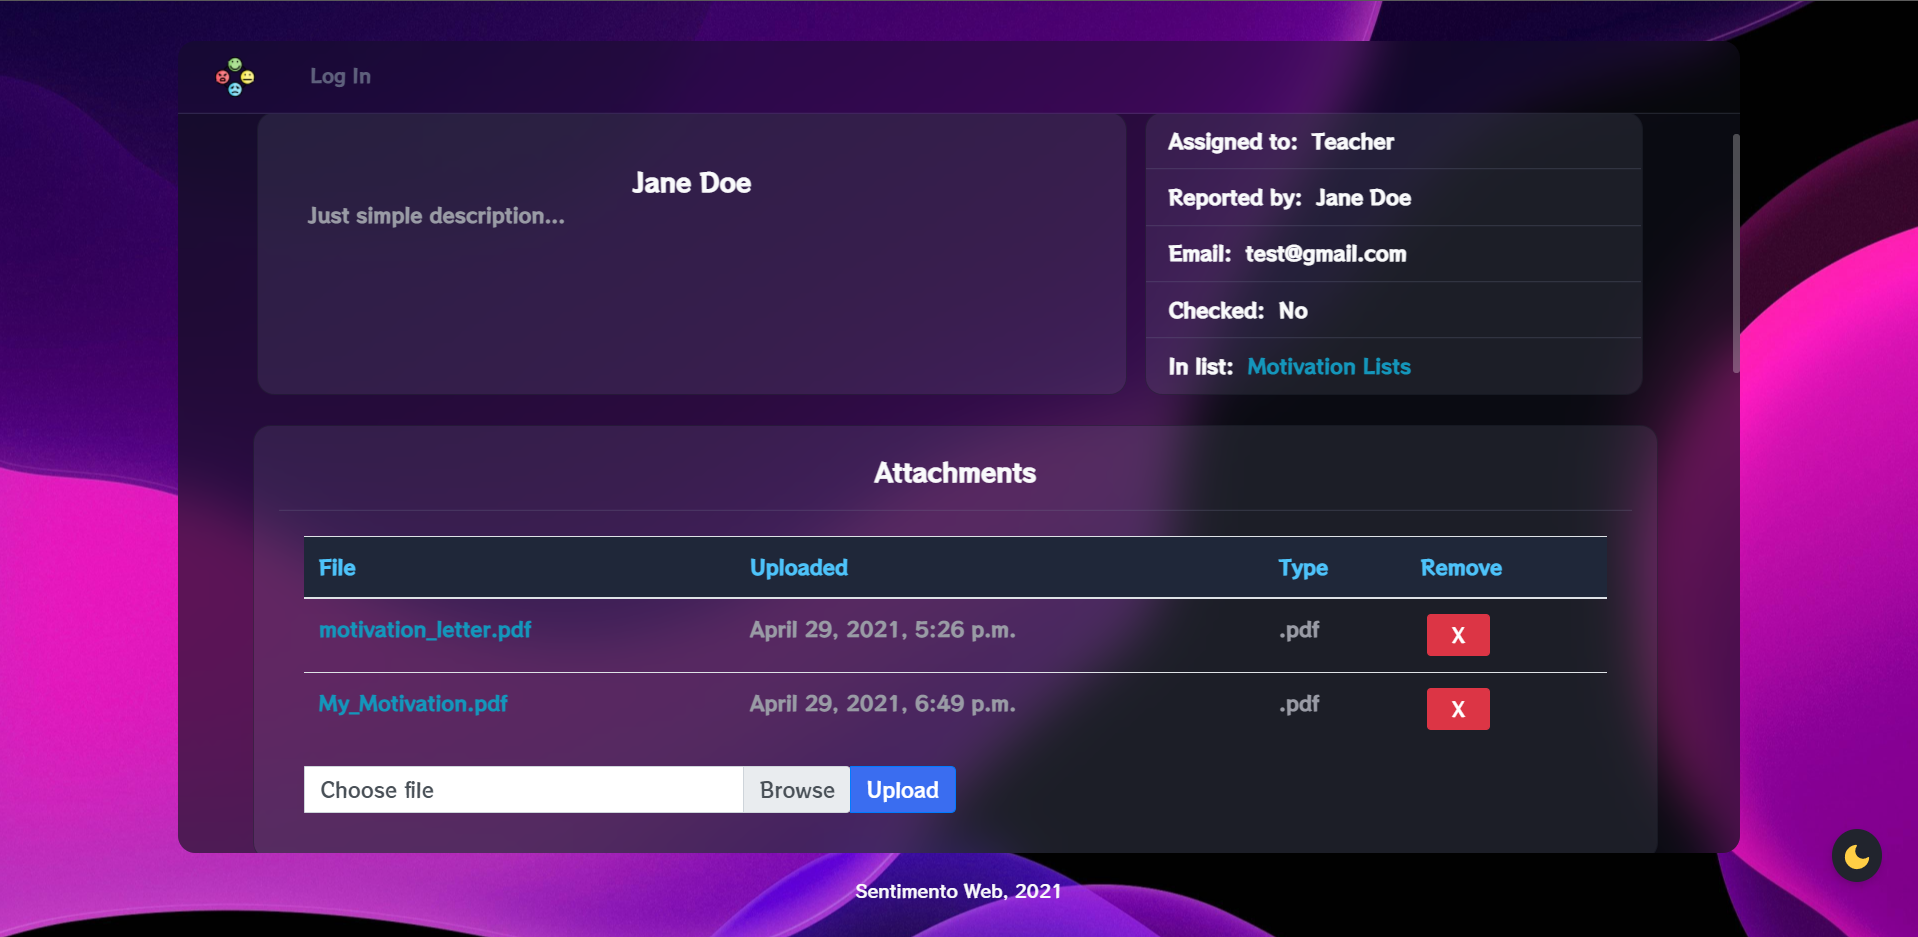 Log In
Jane Doe
Just simple description...
Assigned to: Teacher
Reported by: Jane Doe
Email: test@gmail.com
Checked: No
In list: Motivation Lists
Attachments
File Uploaded Type Remove
motivation_letter.pdf April 29, 2021, 5:26 p.m. .pdf X
My_Motivation.pdf April 29, 2021, 6:49 p.m. .pdf X
Choose file Browse Upload
Sentimento Web, 2021